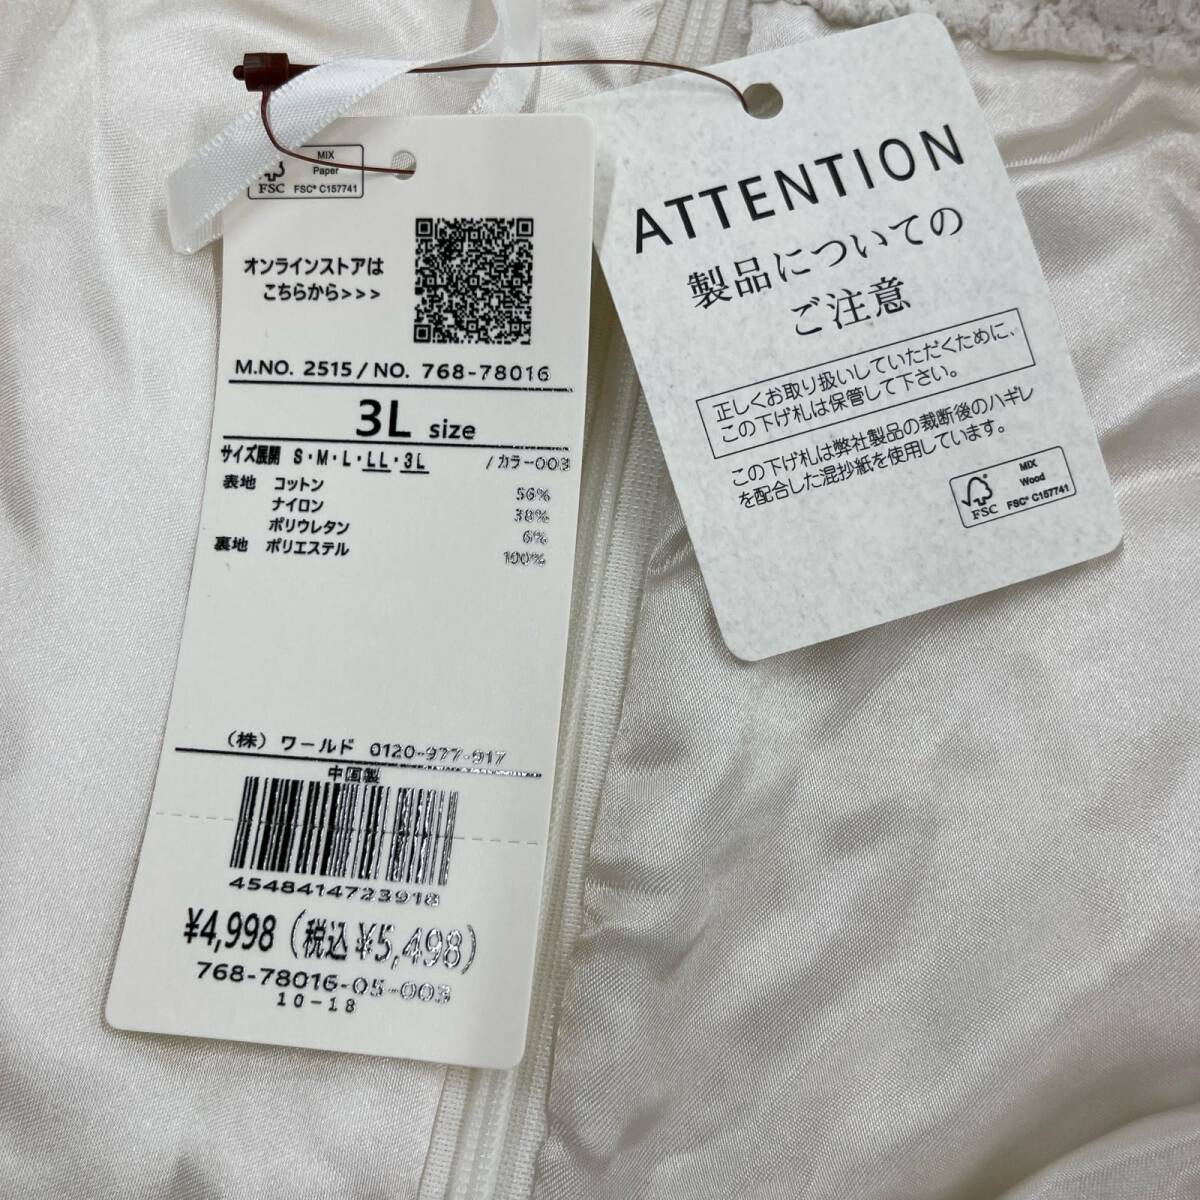 MIX
Paper
FSC
FSC® C157741
オンラインストアは
こちらから>>>
M.NO. 2515 / NO. 768-78016
3L size
サイズ展開 S・M・L・LL・3L /カラー003
表地 コットン 56%
ナイロン 38%
ポリウレタン 6%
裏地 ポリエステル 100%
(株)ワールド 0120-977-917
中国製
4548414723918
¥4,998(税込¥5,498)
768-78016-05-003
10-18
ATTENTION
製品についての
ご注意
正しくお取り扱いしていただくために、
この下げ札は保管して下さい。
この下げ札は弊社製品の裁断後のハギレ
を配合した混抄紙を使用しています。
MIX
Wood
FSC
FSC® C157741